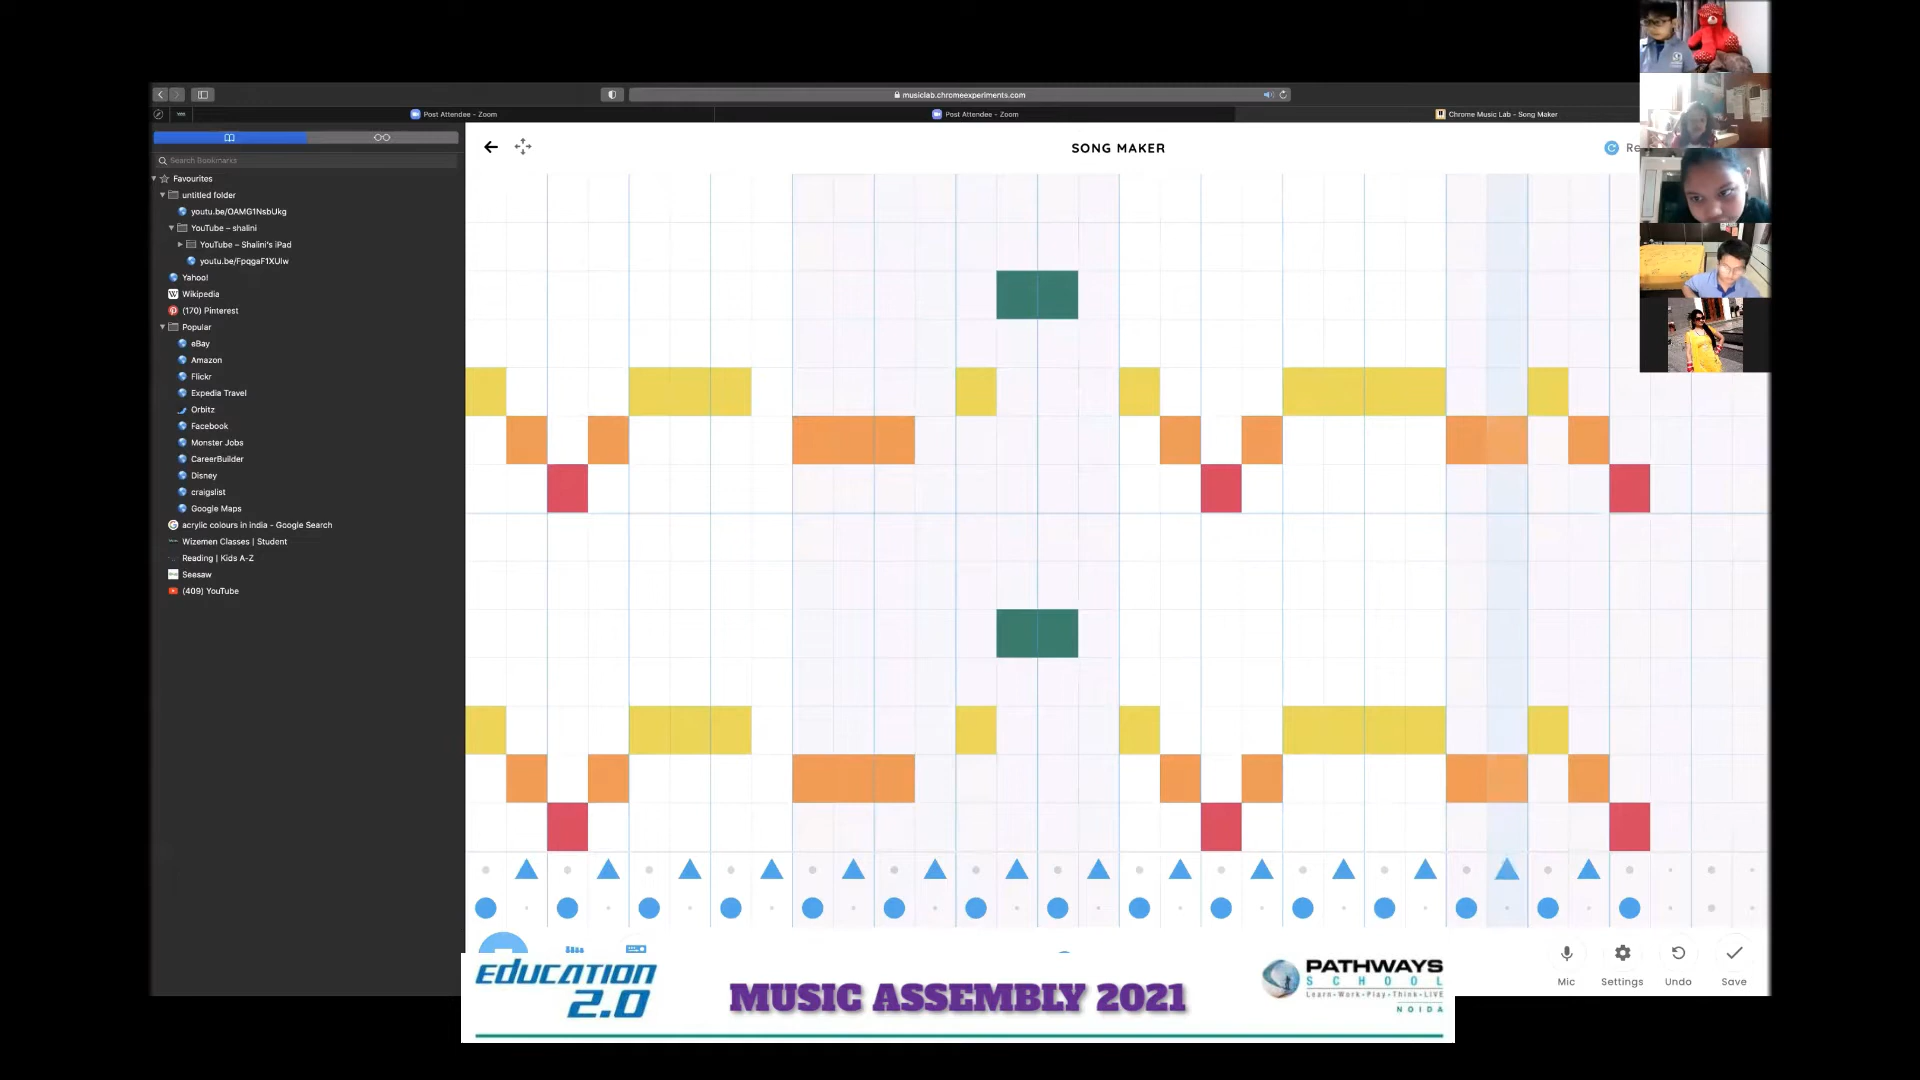 musiclab.chromeexperiments.com
Post Attendee - Zoom
Post Attendee - Zoom
Chrome Music Lab - Song Maker
Search Bookmarks
SONG MAKER
Favourites
untitled folder
youtu.be/OAMG1NsbUkg
YouTube – shalini
YouTube – Shalini's iPad
youtu.be/FpqgaF1XUIw
Yahoo!
Wikipedia
(170) Pinterest
Popular
eBay
Amazon
Flickr
Expedia Travel
Orbitz
Facebook
Monster Jobs
CareerBuilder
Disney
craigslist
Google Maps
acrylic colours in india - Google Search
Wizemen Classes | Student
Reading | Kids A-Z
Seesaw
(409) YouTube
Mic
Settings
Undo
Save
EDUCATION
2.0
MUSIC ASSEMBLY 2021
PATHWAYS
SCHOOL
Learn•Work•Play•Think•LIVE
NOIDA